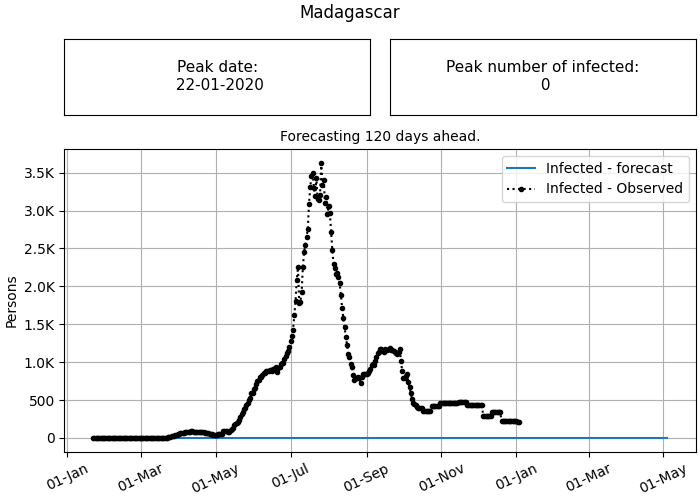 Madagascar
Peak date:
22-01-2020
Peak number of infected:
0
Forecasting 120 days ahead.
Infected - forecast
Infected - Observed
Persons
3.5K
3.0K
2.5K
2.0K
1.5K
1.0K
500
0
01-Jan
01-Mar
01-May
01-Jul
01-Sep
01-Nov
01-Jan
01-Mar
01-May